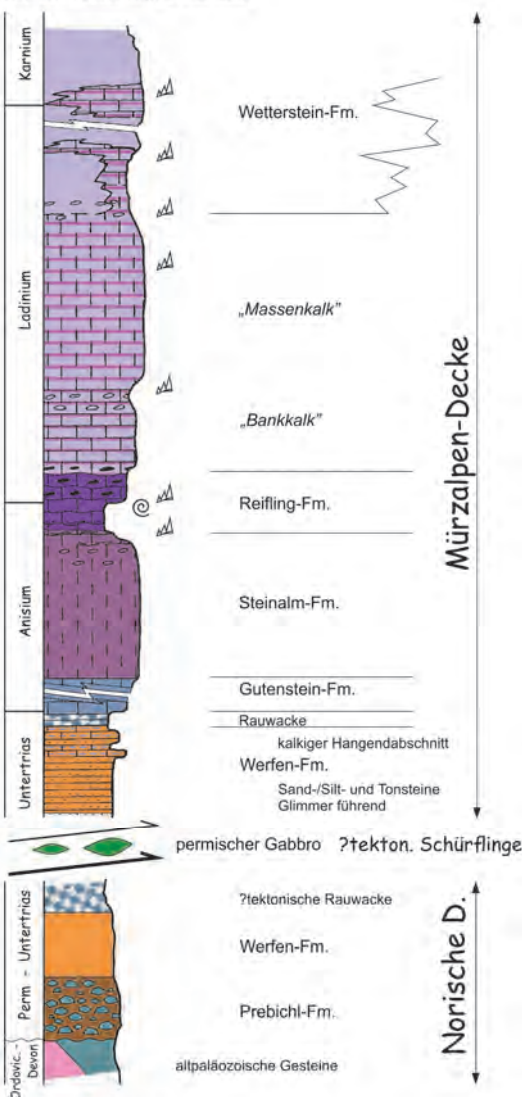 Karnium
Wetterstein-Fm.
Ladinium
„Massenkalk"
„Bankkalk"
Mürzalpen-Decke
Reifling-Fm.
Anisium
Steinalm-Fm.
Gutenstein-Fm.
Rauwacke
Untertrias
kalkiger Hangendabschnitt
Werfen-Fm.
Sand-/Silt- und Tonsteine
Glimmer führend
permischer Gabbro ?tekton. Schürflinge
Perm - Untertrias
?tektonische Rauwacke
Werfen-Fm.
Norische D.
Prebichl-Fm.
Ordovic. -
Devon
altpaläozoische Gesteine